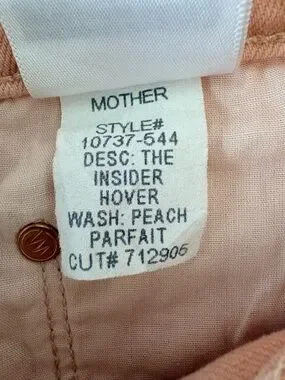 MOTHER
STYLE#
10737-544
DESC: THE
INSIDER
HOVER
WASH: PEACH
PARFAIT
CUT# 712906